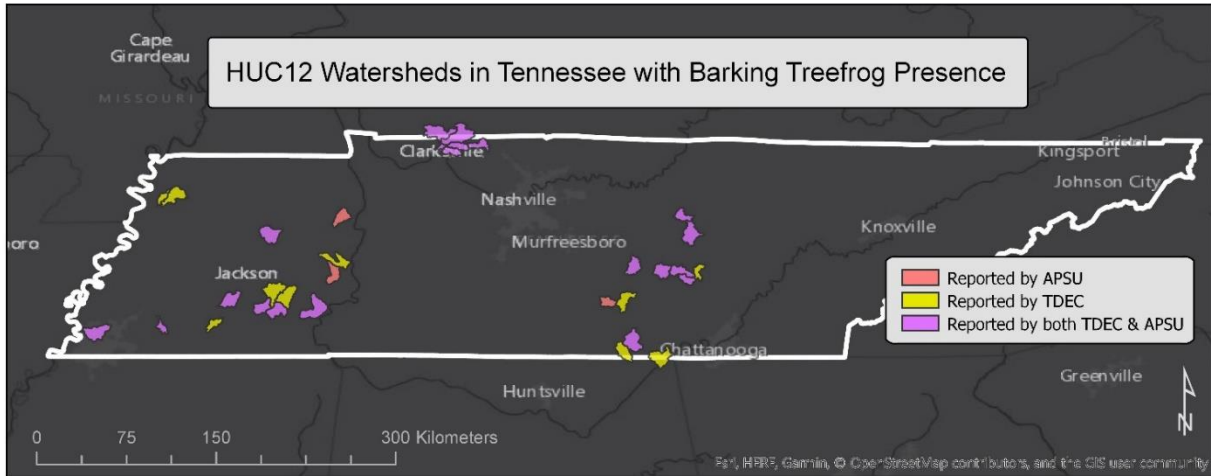 Cape
Girardeau
MISSOURI
HUC12 Watersheds in Tennessee with Barking Treefrog Presence
Bristol
Kingsport
Johnson City
Nashville
Murfreesboro
Knoxville
oro
Jackson
Reported by APSU
Reported by TDEC
Reported by both TDEC & APSU
Chattanooga
Huntsville
Greenville
0 75 150 300 Kilometers
N
Esri, HERE, Garmin, © OpenStreetMap contributors, and the GIS user community